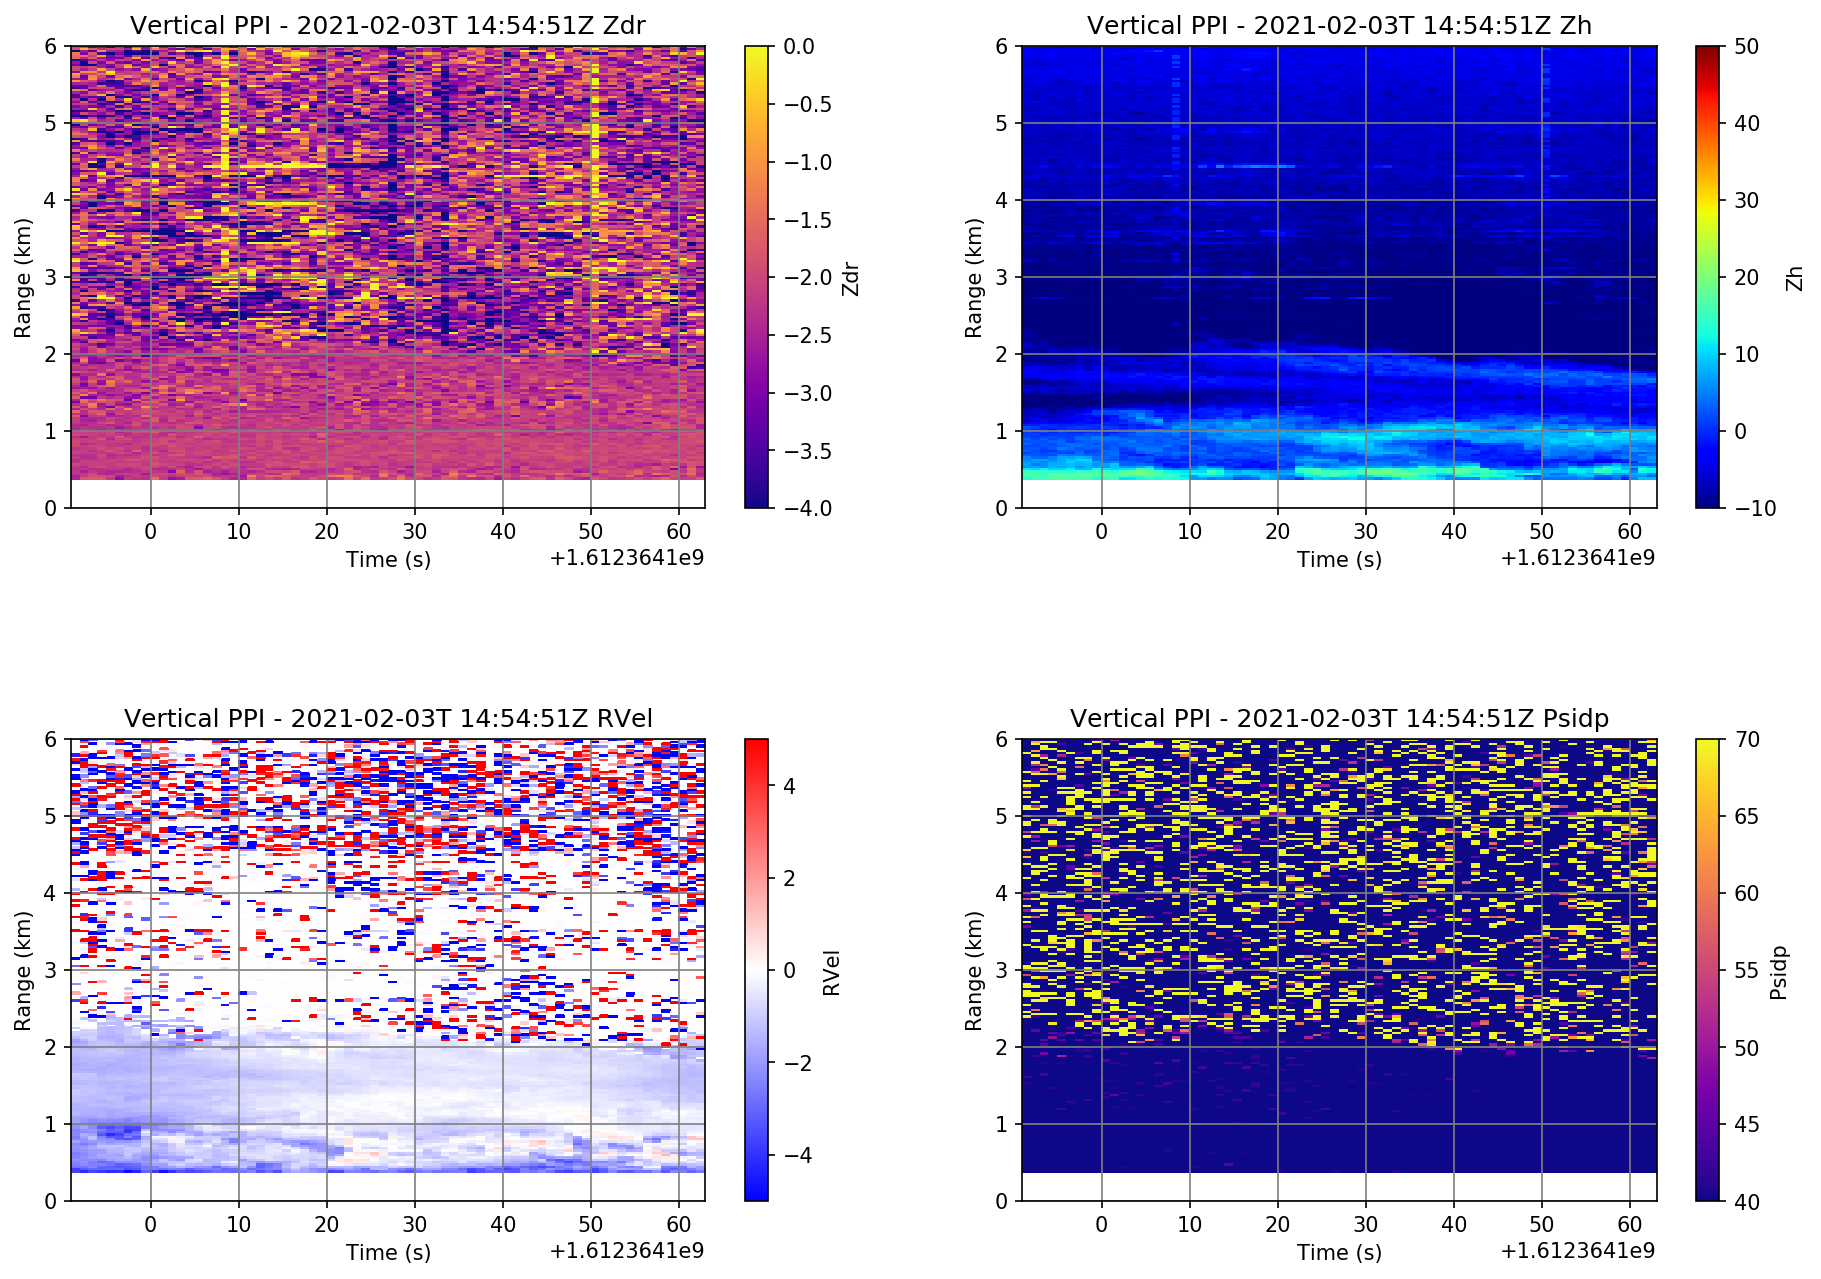 Vertical PPI - 2021-02-03T 14:54:51Z Zdr
6
5
4
3
2
1
0
Range (km)
0 10 20 30 40 50 60
Time (s)
+1.6123641e9
0.0
−0.5
−1.0
−1.5
−2.0
−2.5
−3.0
−3.5
−4.0
Zdr
Vertical PPI - 2021-02-03T 14:54:51Z Zh
6
5
4
3
2
1
0
Range (km)
0 10 20 30 40 50 60
Time (s)
+1.6123641e9
50
40
30
20
10
0
−10
Zh
Vertical PPI - 2021-02-03T 14:54:51Z RVel
6
5
4
3
2
1
0
Range (km)
0 10 20 30 40 50 60
Time (s)
+1.6123641e9
4
2
0
−2
−4
RVel
Vertical PPI - 2021-02-03T 14:54:51Z Psidp
6
5
4
3
2
1
0
Range (km)
0 10 20 30 40 50 60
Time (s)
+1.6123641e9
70
65
60
55
50
45
40
Psidp